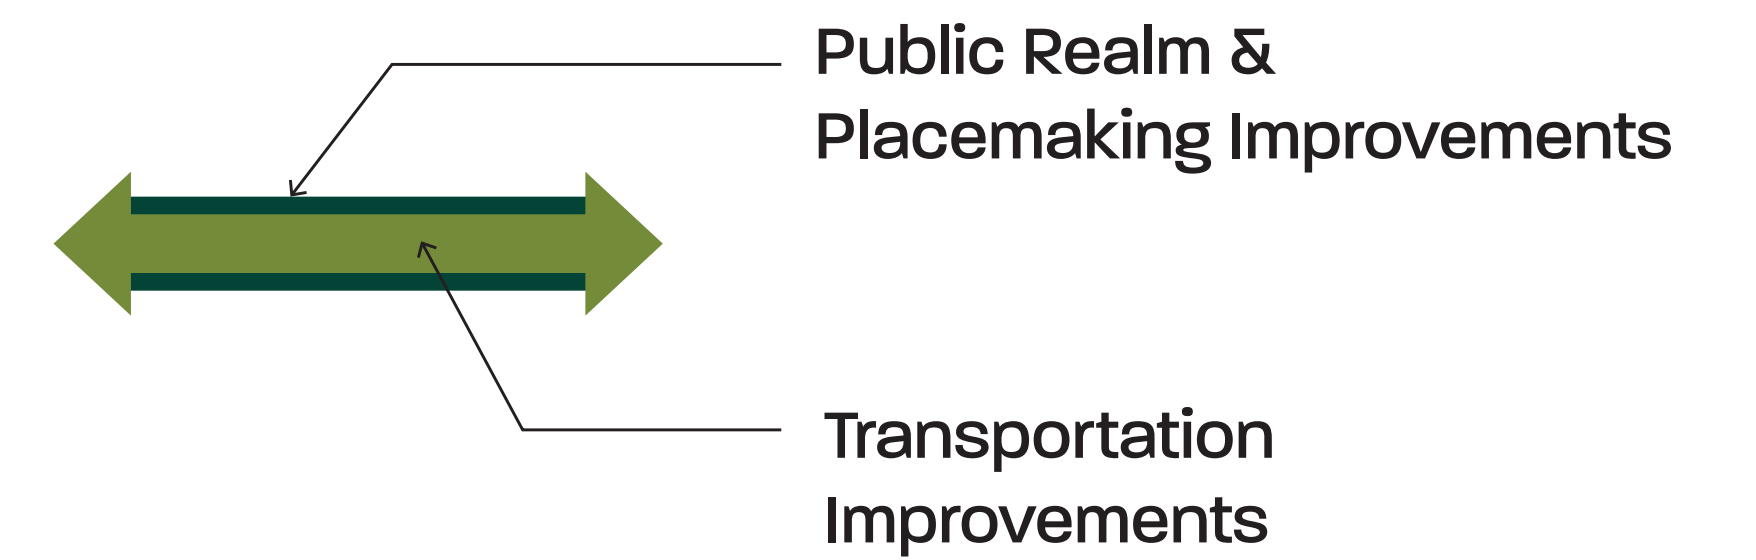 Public Realm &
Placemaking Improvements
Transportation
Improvements